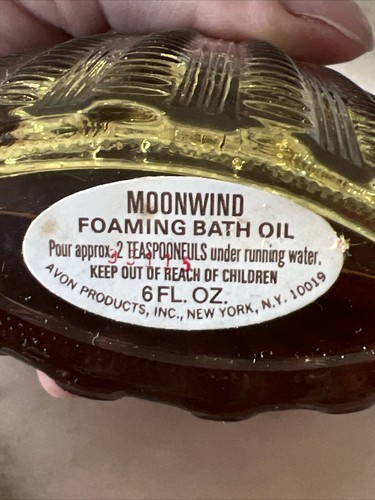 MOONWIND
FOAMING BATH OIL
Pour approx. 2 TEASPOONFULS under running water.
KEEP OUT OF REACH OF CHILDREN
6 FL. OZ.
AVON PRODUCTS, INC., NEW YORK, N.Y. 10019